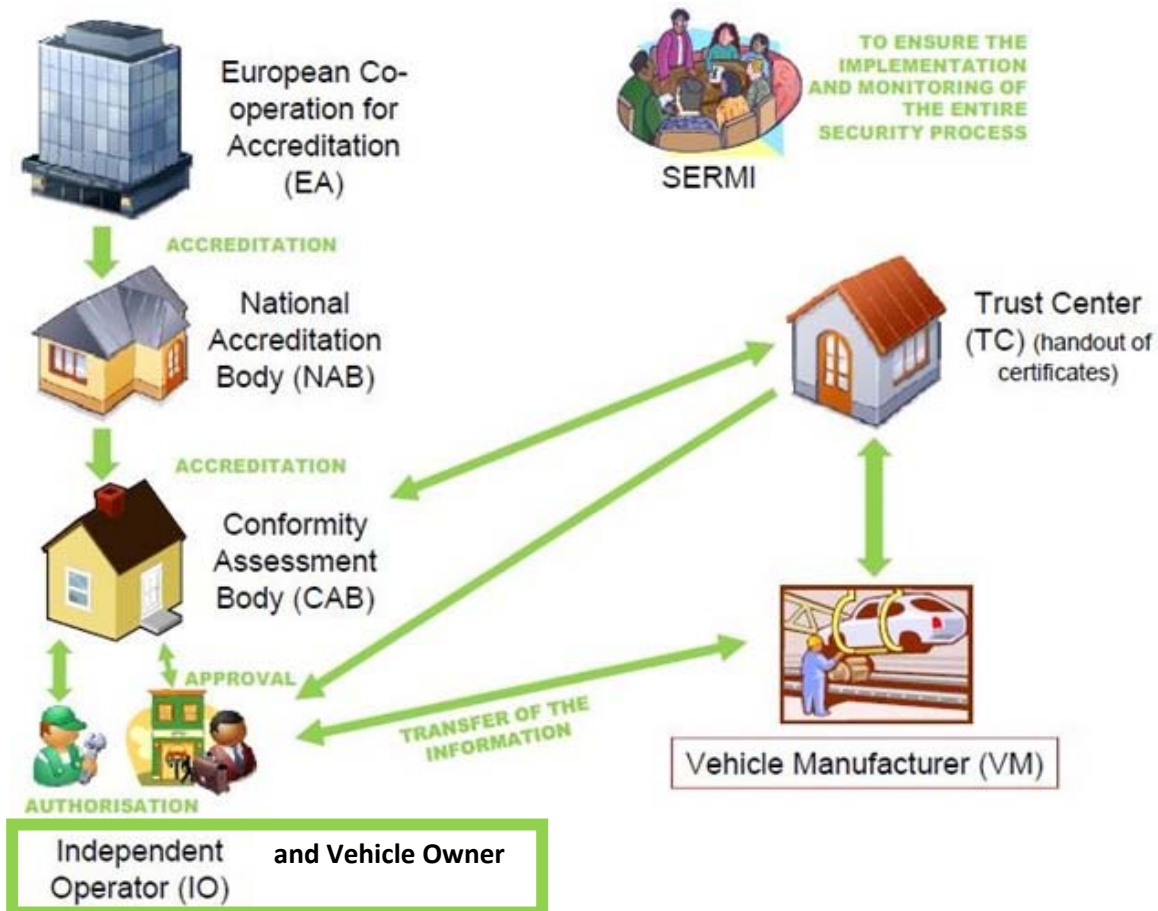 European Co-
operation for
Accreditation
(EA)
TO ENSURE THE
IMPLEMENTATION
AND MONITORING OF
THE ENTIRE
SECURITY PROCESS
SERMI
ACCREDITATION
National
Accreditation
Body (NAB)
Trust Center
(TC) (handout of
certificates)
ACCREDITATION
Conformity
Assessment
Body (CAB)
APPROVAL
TRANSFER OF THE
INFORMATION
Vehicle Manufacturer (VM)
AUTHORISATION
Independent and Vehicle Owner
Operator (IO)